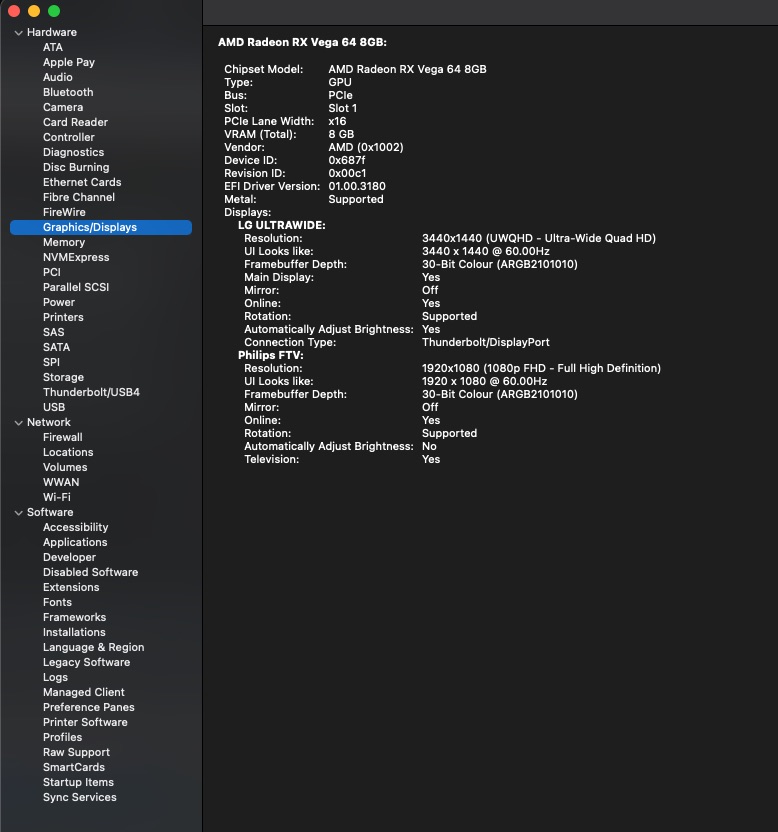 Hardware
ATA
Apple Pay
Audio
Bluetooth
Camera
Card Reader
Controller
Diagnostics
Disc Burning
Ethernet Cards
Fibre Channel
FireWire
Graphics/Displays
Memory
NVMExpress
PCI
Parallel SCSI
Power
Printers
SAS
SATA
SPI
Storage
Thunderbolt/USB4
USB
Network
Firewall
Locations
Volumes
WWAN
Wi-Fi
Software
Accessibility
Applications
Developer
Disabled Software
Extensions
Fonts
Frameworks
Installations
Language & Region
Legacy Software
Logs
Managed Client
Preference Panes
Printer Software
Profiles
Raw Support
SmartCards
Startup Items
Sync Services
AMD Radeon RX Vega 64 8GB:
Chipset Model: AMD Radeon RX Vega 64 8GB
Type: GPU
Bus: PCIe
Slot: Slot 1
PCIe Lane Width: x16
VRAM (Total): 8 GB
Vendor: AMD (0x1002)
Device ID: 0x687f
Revision ID: 0x00c1
EFI Driver Version: 01.00.3180
Metal: Supported
Displays:
LG ULTRAWIDE:
Resolution: 3440x1440 (UWQHD - Ultra-Wide Quad HD)
UI Looks like: 3440 x 1440 @ 60.00Hz
Framebuffer Depth: 30-Bit Colour (ARGB2101010)
Main Display: Yes
Mirror: Off
Online: Yes
Rotation: Supported
Automatically Adjust Brightness: Yes
Connection Type: Thunderbolt/DisplayPort
Philips FTV:
Resolution: 1920x1080 (1080p FHD - Full High Definition)
UI Looks like: 1920 x 1080 @ 60.00Hz
Framebuffer Depth: 30-Bit Colour (ARGB2101010)
Mirror: Off
Online: Yes
Rotation: Supported
Automatically Adjust Brightness: No
Television: Yes